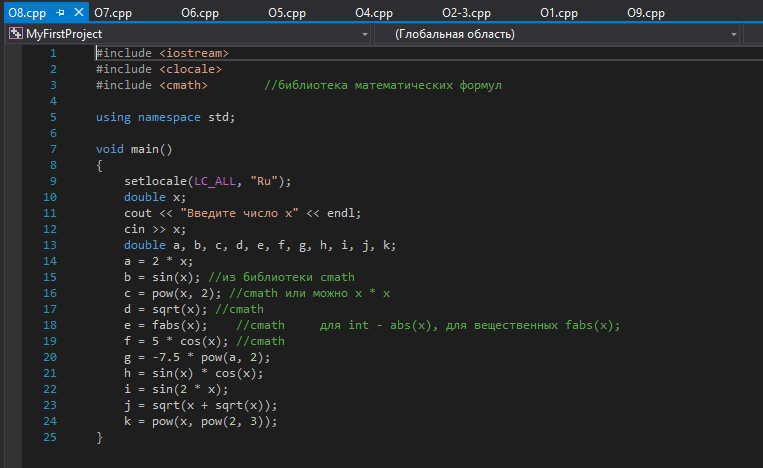 O8.cpp O7.cpp O6.cpp O5.cpp O4.cpp O2-3.cpp O1.cpp O9.cpp
MyFirstProject (Глобальная область)
1 #include <iostream>
2 #include <clocale>
3 #include <cmath> //библиотека математических формул
4
5 using namespace std;
6
7 void main()
8 {
9 setlocale(LC_ALL, "Ru");
10 double x;
11 cout << "Введите число x" << endl;
12 cin >> x;
13 double a, b, c, d, e, f, g, h, i, j, k;
14 a = 2 * x;
15 b = sin(x); //из библиотеки cmath
16 c = pow(x, 2); //cmath или можно x * x
17 d = sqrt(x); //cmath
18 e = fabs(x); //cmath для int - abs(x), для вещественных fabs(x);
19 f = 5 * cos(x); //cmath
20 g = -7.5 * pow(a, 2);
21 h = sin(x) * cos(x);
22 i = sin(2 * x);
23 j = sqrt(x + sqrt(x));
24 k = pow(x, pow(2, 3));
25 }